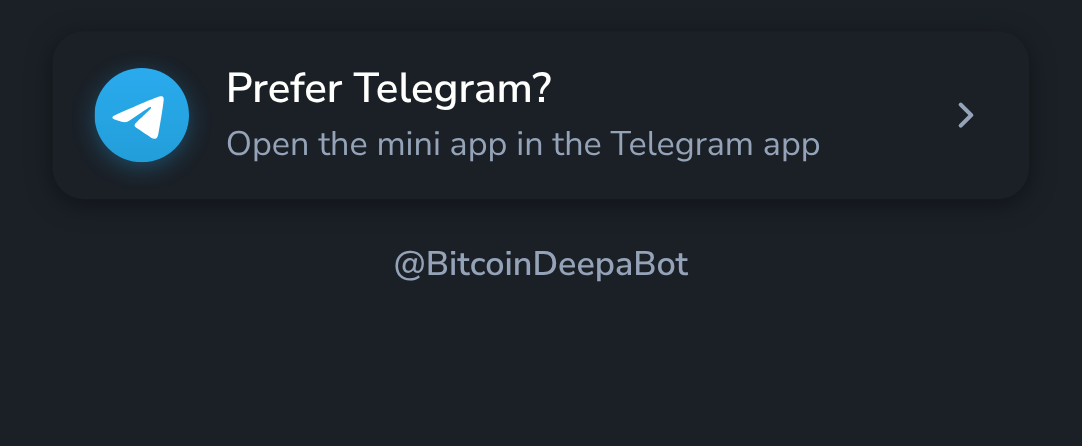 Prefer Telegram?
Open the mini app in the Telegram app
@BitcoinDeepaBot